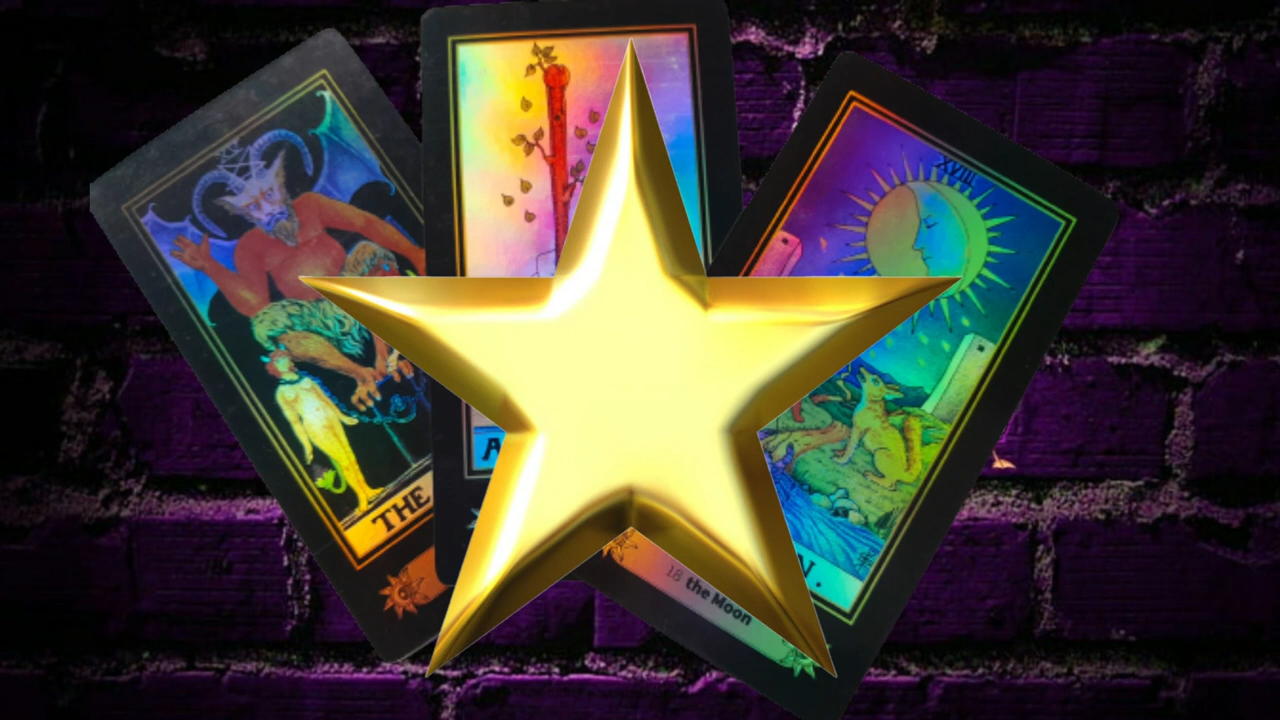 XVIII
THE
A
N.
18 the Moon